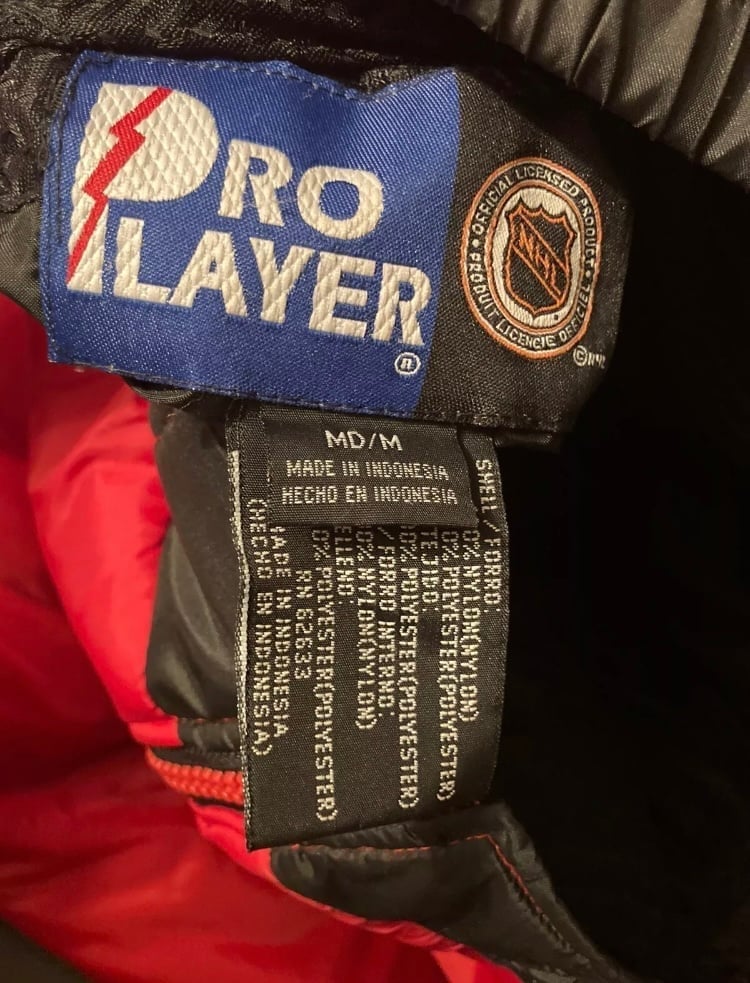 PRO
PLAYER
®
OFFICIAL LICENSED PRODUCT
NHL
PRODUIT LICENCIE OFFICIEL
MD/M
MADE IN INDONESIA
HECHO EN INDONESIA
SHELL/FORRO
0% NYLON(NYLON)
0% POLYESTER(POLYESTER)
TEJIDO:
0% POLYESTER(POLYESTER)
/FORRO INTERNO:
0% NYLON(NYLON)
ELLENO:
0% POLYESTER(POLYESTER)
RN 62633
MADE IN INDONESIA
(HECHO EN INDONESIA)